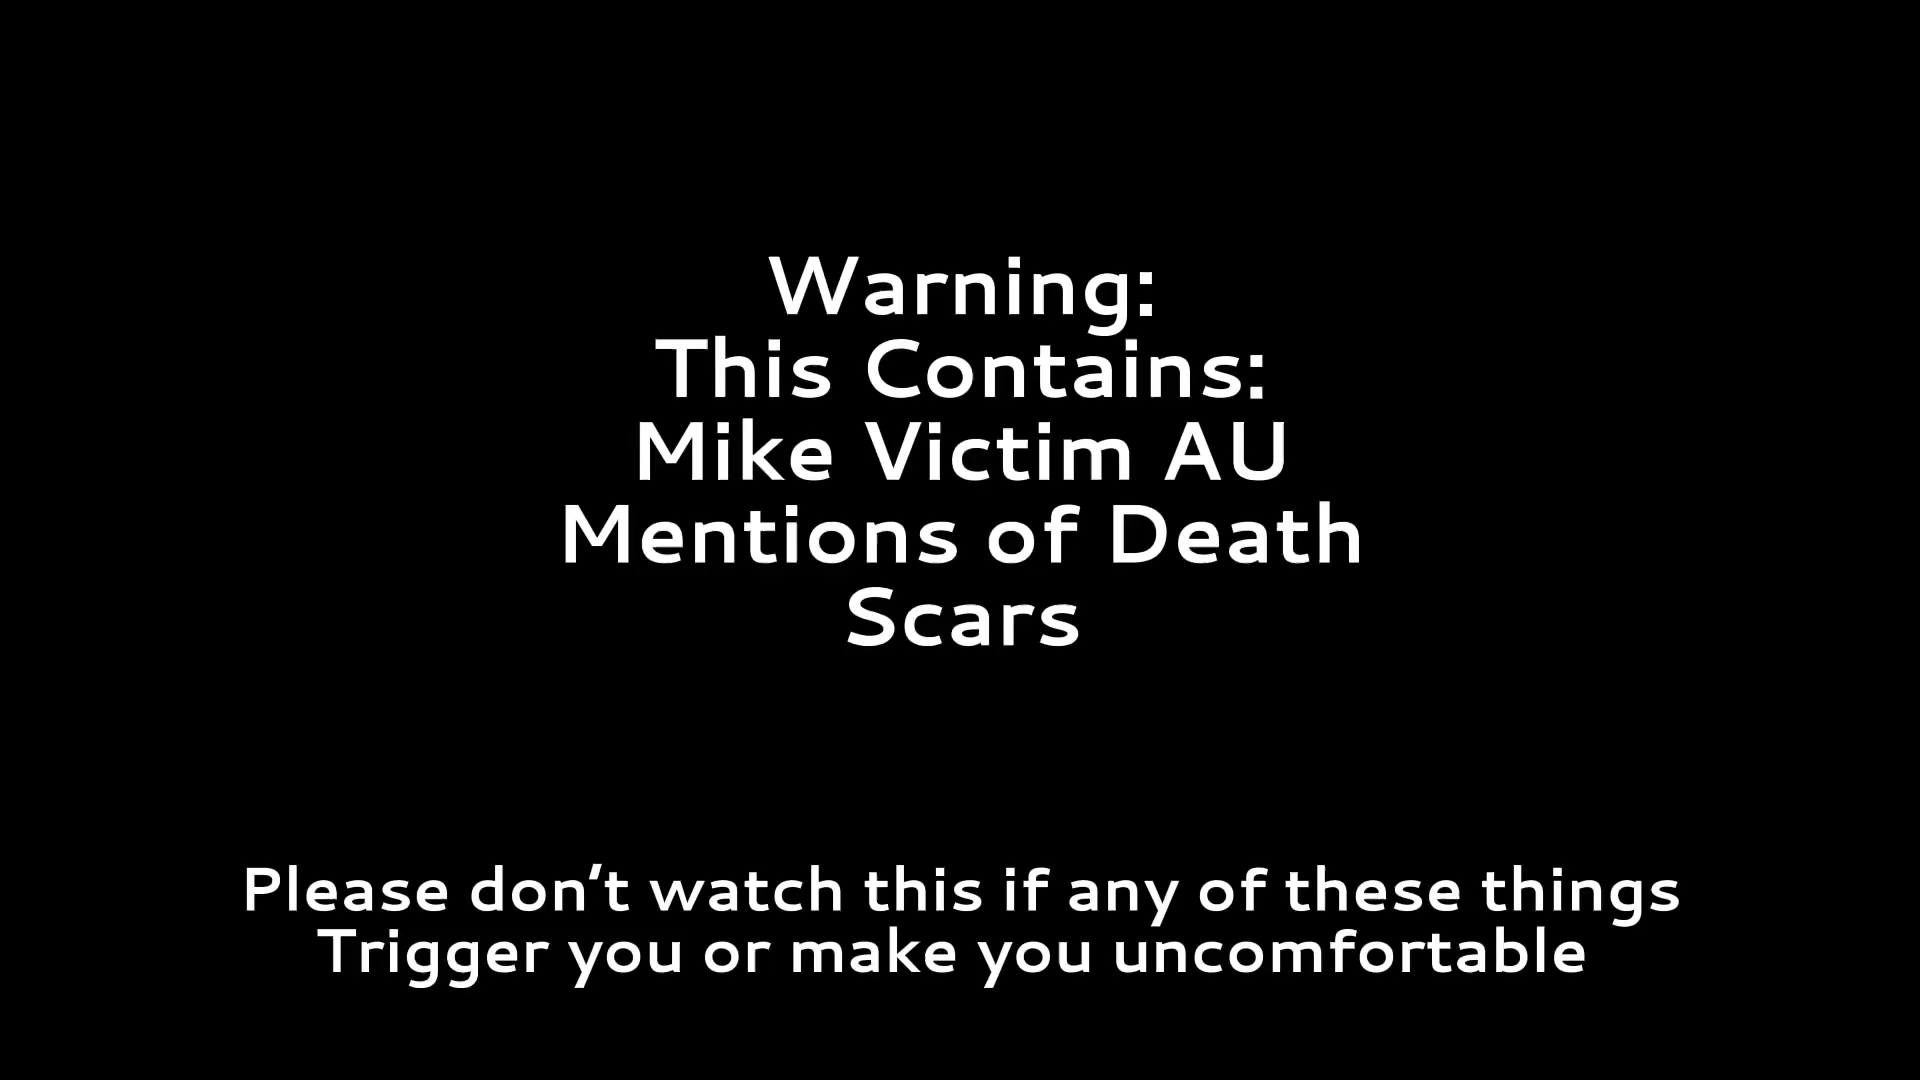 Warning:
This Contains:
Mike Victim AU
Mentions of Death
Scars
Please don't watch this if any of these things
Trigger you or make you uncomfortable